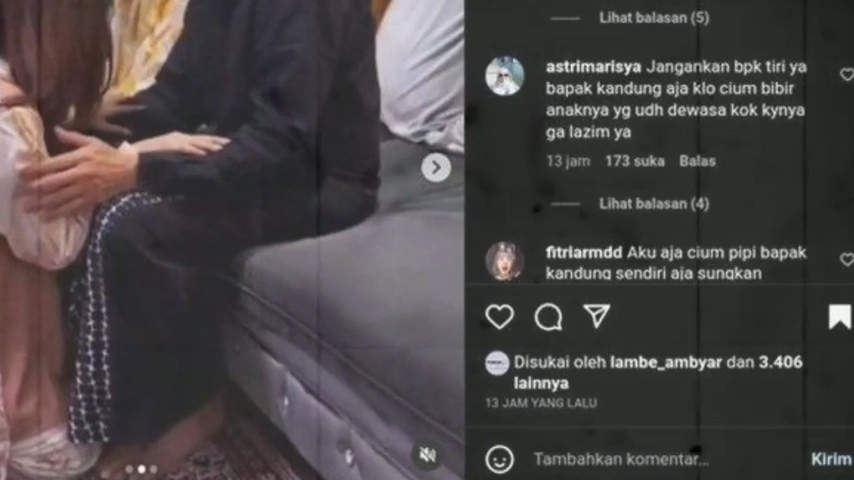 Lihat balasan (5)
astrimarisya Jangankan bpk tiri ya
bapak kandung aja klo cium bibir
anaknya yg udh dewasa kok kynya
ga lazim ya
13 jam 173 suka Balas
Lihat balasan (4)
fitriarmdd Aku aja cium pipi bapak
kandung sendiri aja sungkan
Disukai oleh lambe_ambyar dan 3.406
lainnya
13 JAM YANG LALU
Tambahkan komentar... Kirim